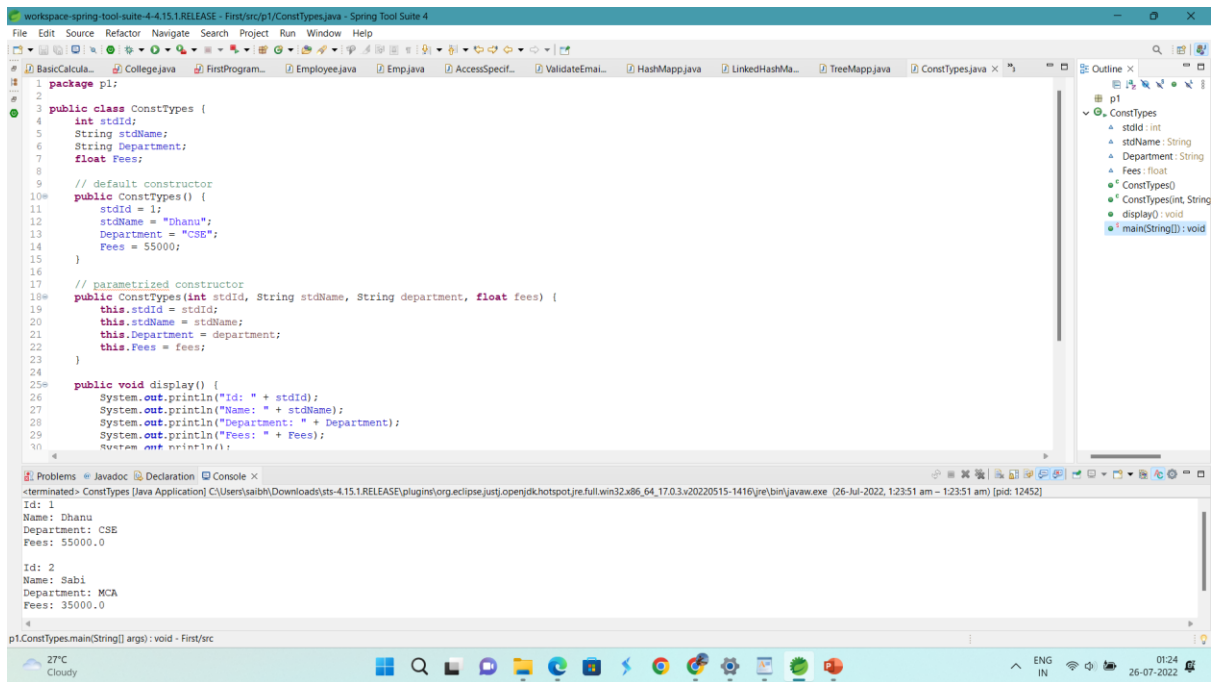 workspace-spring-tool-suite-4-4.15.1.RELEASE - First/src/p1/ConstTypes.java - Spring Tool Suite 4
File Edit Source Refactor Navigate Search Project Run Window Help
BasicCalcula... College.java FirstProgram... Employee.java Emp.java AccessSpecif... ValidateEmai... HashMapp.java LinkedHashMa... TreeMapp.java ConstTypes.java
1 package p1;
2
3 public class ConstTypes {
4 int stdId;
5 String stdName;
6 String Department;
7 float Fees;
8
9 // default constructor
10 public ConstTypes() {
11 stdId = 1;
12 stdName = "Dhanu";
13 Department = "CSE";
14 Fees = 55000;
15 }
16
17 // parametrized constructor
18 public ConstTypes(int stdId, String stdName, String department, float fees) {
19 this.stdId = stdId;
20 this.stdName = stdName;
21 this.Department = department;
22 this.Fees = fees;
23 }
24
25 public void display() {
26 System.out.println("Id: " + stdId);
27 System.out.println("Name: " + stdName);
28 System.out.println("Department: " + Department);
29 System.out.println("Fees: " + Fees);
30 System.out.println();
Outline
p1
ConstTypes
stdId : int
stdName : String
Department : String
Fees : float
ConstTypes()
ConstTypes(int, String
display() : void
main(String[]) : void
Problems Javadoc Declaration Console
<terminated> ConstTypes [Java Application] C:\Users\saibh\Downloads\sts-4.15.1.RELEASE\plugins\org.eclipse.justj.openjdk.hotspot.jre.full.win32.x86_64_17.0.3.v20220515-1416\jre\bin\javaw.exe (26-Jul-2022, 1:23:51 am – 1:23:51 am) [pid: 12452]
Id: 1
Name: Dhanu
Department: CSE
Fees: 55000.0

Id: 2
Name: Sabi
Department: MCA
Fees: 35000.0
p1.ConstTypes.main(String[] args) : void - First/src
27°C
Cloudy
ENG
IN
01:24
26-07-2022